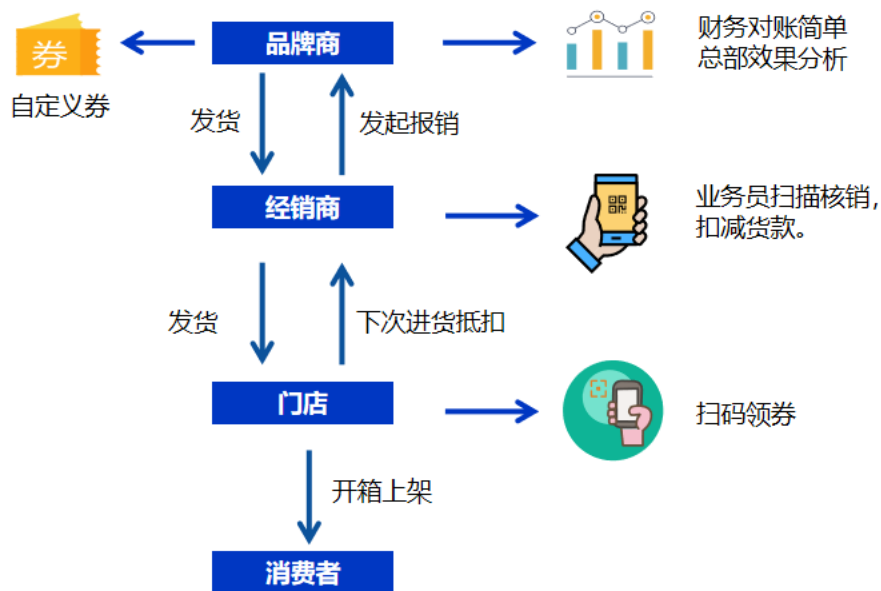 券
自定义券
品牌商
财务对账简单
总部效果分析
发货
发起报销
经销商
业务员扫描核销，
扣减货款。
发货
下次进货抵扣
门店
扫码领券
开箱上架
消费者